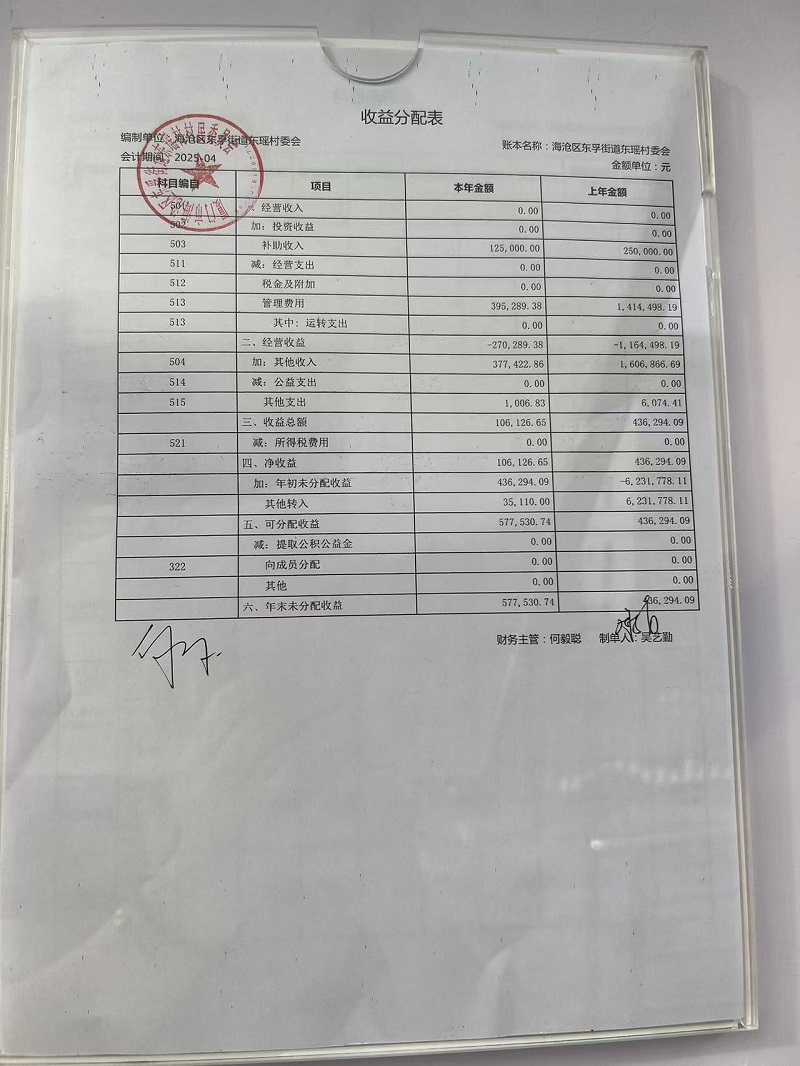 收益分配表
编制单位：海沧区东孚街道东瑶村委会 账本名称：海沧区东孚街道东瑶村委会
会计期间：2025-04 金额单位：元
科目编目 项目 本年金额 上年金额
501 一、经营收入 0.00 0.00
502 加：投资收益 0.00 0.00
503 补助收入 125,000.00 250,000.00
511 减：经营支出 0.00 0.00
512 税金及附加 0.00 0.00
513 管理费用 395,289.38 1,414,498.19
513 其中：运转支出 0.00 0.00
二、经营收益 -270,289.38 -1,164,498.19
504 加：其他收入 377,422.86 1,606,866.69
514 减：公益支出 0.00 0.00
515 其他支出 1,006.83 6,074.41
三、收益总额 106,126.65 436,294.09
521 减：所得税费用 0.00 0.00
四、净收益 106,126.65 436,294.09
加：年初未分配收益 436,294.09 -6,231,778.11
其他转入 35,110.00 6,231,778.11
五、可分配收益 577,530.74 436,294.09
减：提取公积公益金 0.00 0.00
322 向成员分配 0.00 0.00
其他 0.00 0.00
六、年末未分配收益 577,530.74 436,294.09
财务主管：何毅聪 制单人：吴艺勤